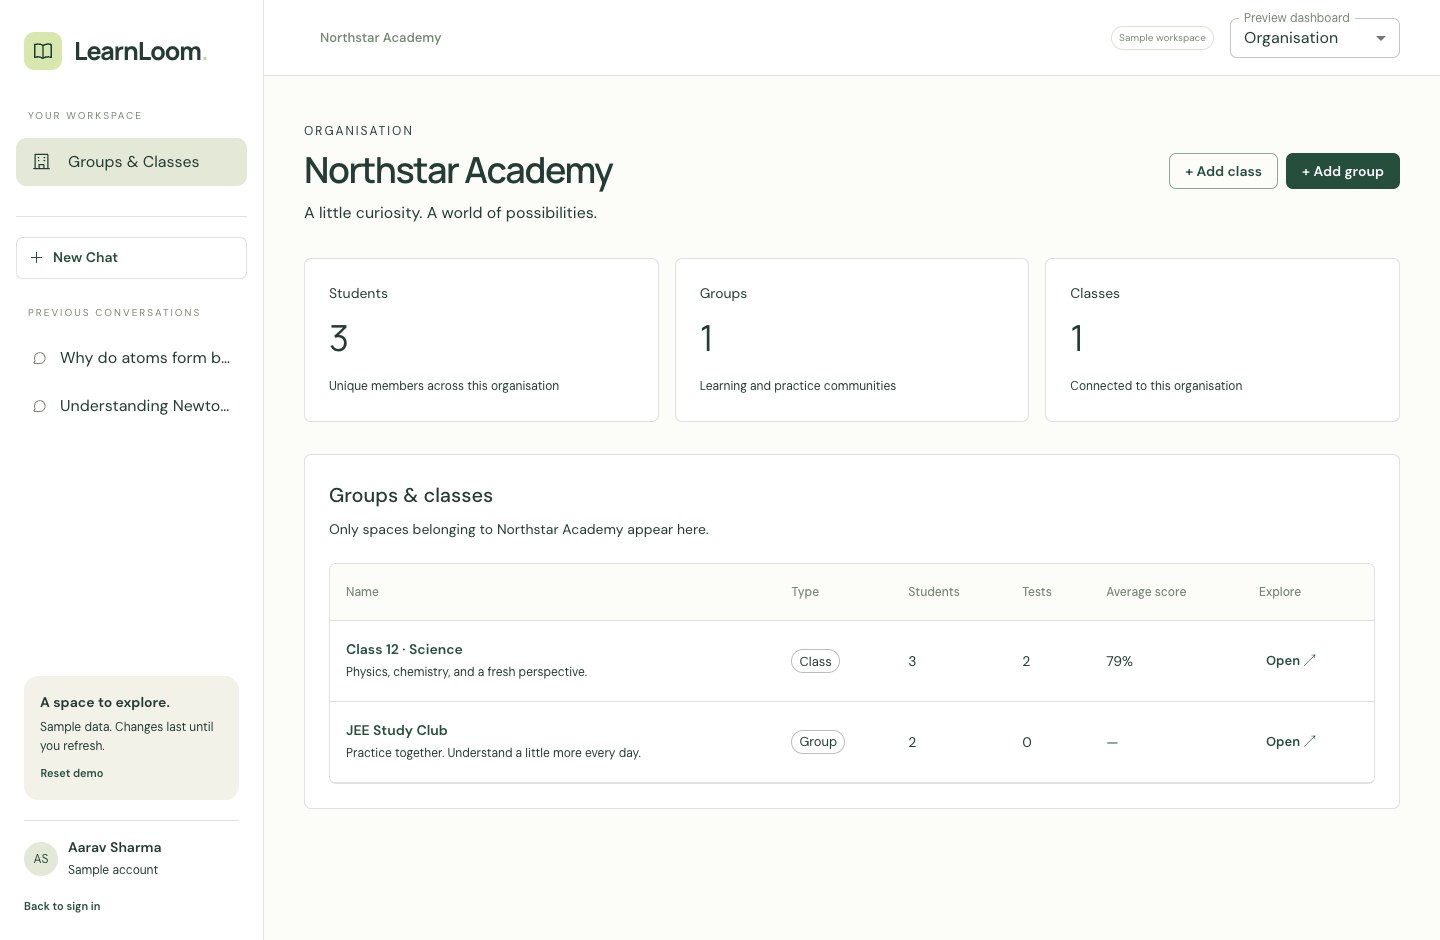 LearnLoom.
YOUR WORKSPACE
Groups & Classes
New Chat
PREVIOUS CONVERSATIONS
Why do atoms form b...
Understanding Newto...
A space to explore.
Sample data. Changes last until
you refresh.
Reset demo
AS
Aarav Sharma
Sample account
Back to sign in
Northstar Academy
Sample workspace
Preview dashboard
Organisation
ORGANISATION
Northstar Academy
A little curiosity. A world of possibilities.
+ Add class
+ Add group
Students
3
Unique members across this organisation
Groups
1
Learning and practice communities
Classes
1
Connected to this organisation
Groups & classes
Only spaces belonging to Northstar Academy appear here.
Name Type Students Tests Average score Explore
Class 12 · Science
Physics, chemistry, and a fresh perspective.
Class 3 2 79% Open ↗
JEE Study Club
Practice together. Understand a little more every day.
Group 2 0 — Open ↗